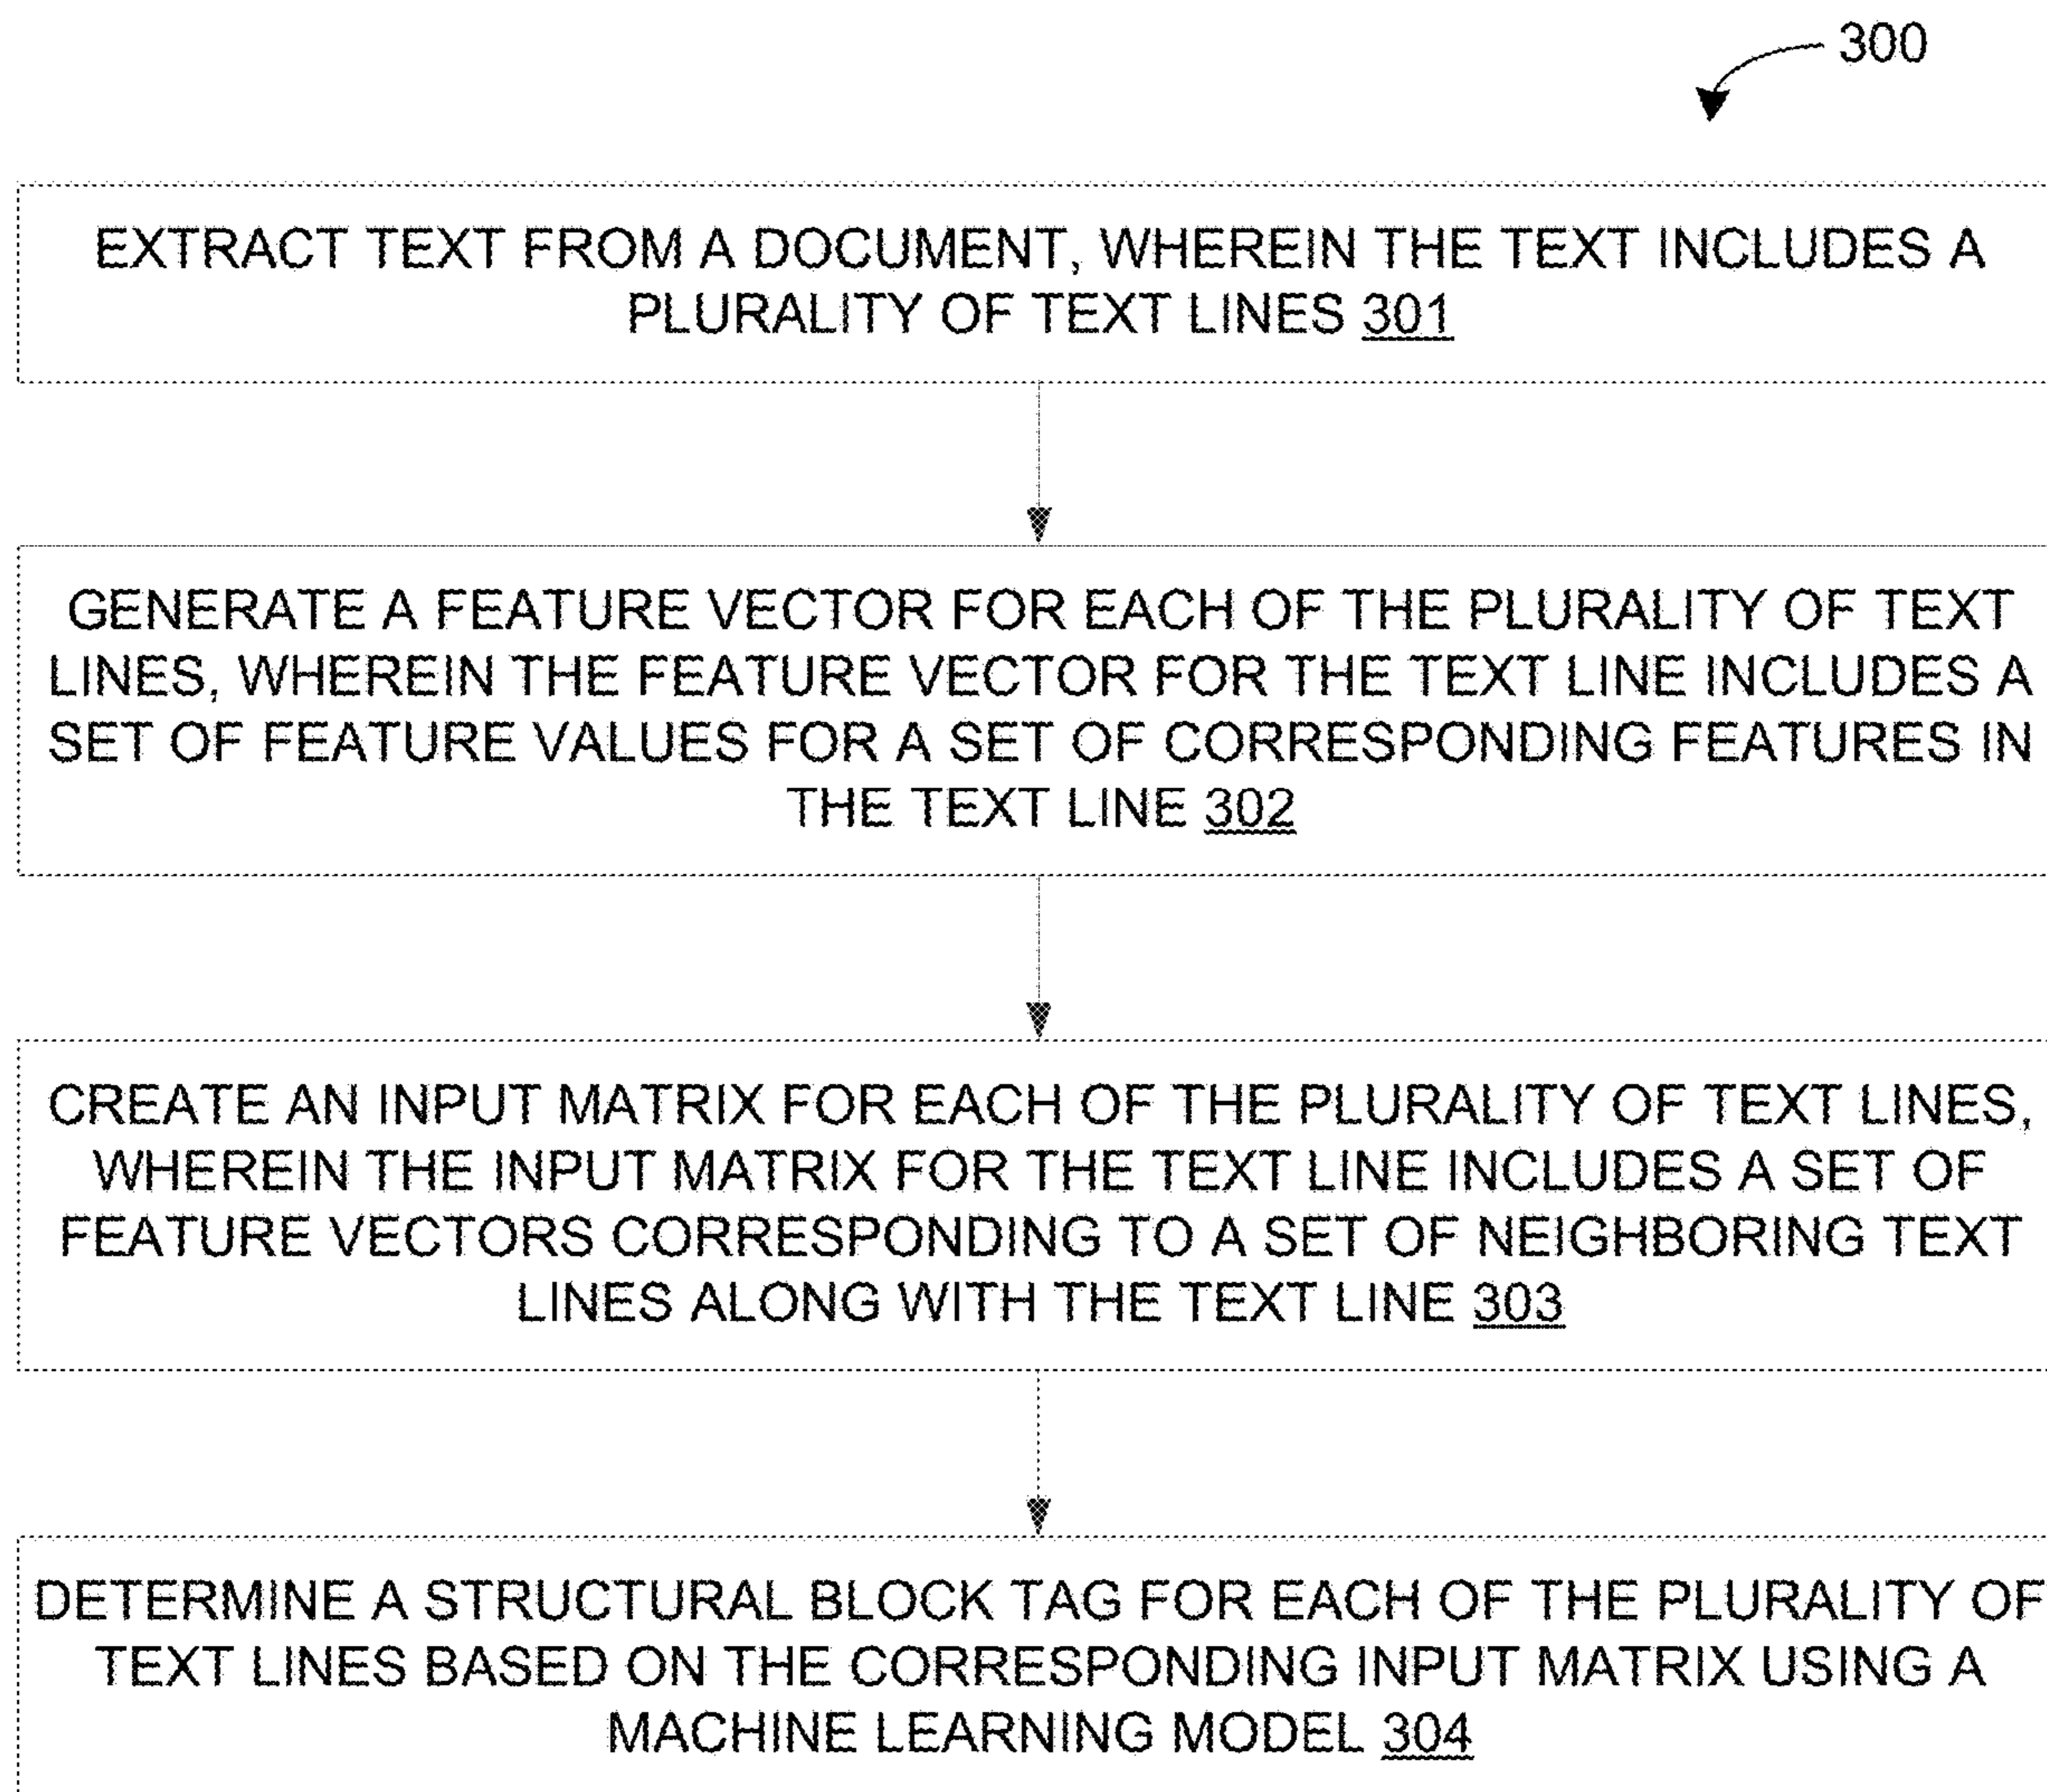 300
EXTRACT TEXT FROM A DOCUMENT, WHEREIN THE TEXT INCLUDES A
PLURALITY OF TEXT LINES 301
GENERATE A FEATURE VECTOR FOR EACH OF THE PLURALITY OF TEXT
LINES, WHEREIN THE FEATURE VECTOR FOR THE TEXT LINE INCLUDES A
SET OF FEATURE VALUES FOR A SET OF CORRESPONDING FEATURES IN
THE TEXT LINE 302
CREATE AN INPUT MATRIX FOR EACH OF THE PLURALITY OF TEXT LINES,
WHEREIN THE INPUT MATRIX FOR THE TEXT LINE INCLUDES A SET OF
FEATURE VECTORS CORRESPONDING TO A SET OF NEIGHBORING TEXT
LINES ALONG WITH THE TEXT LINE 303
DETERMINE A STRUCTURAL BLOCK TAG FOR EACH OF THE PLURALITY OF
TEXT LINES BASED ON THE CORRESPONDING INPUT MATRIX USING A
MACHINE LEARNING MODEL 304